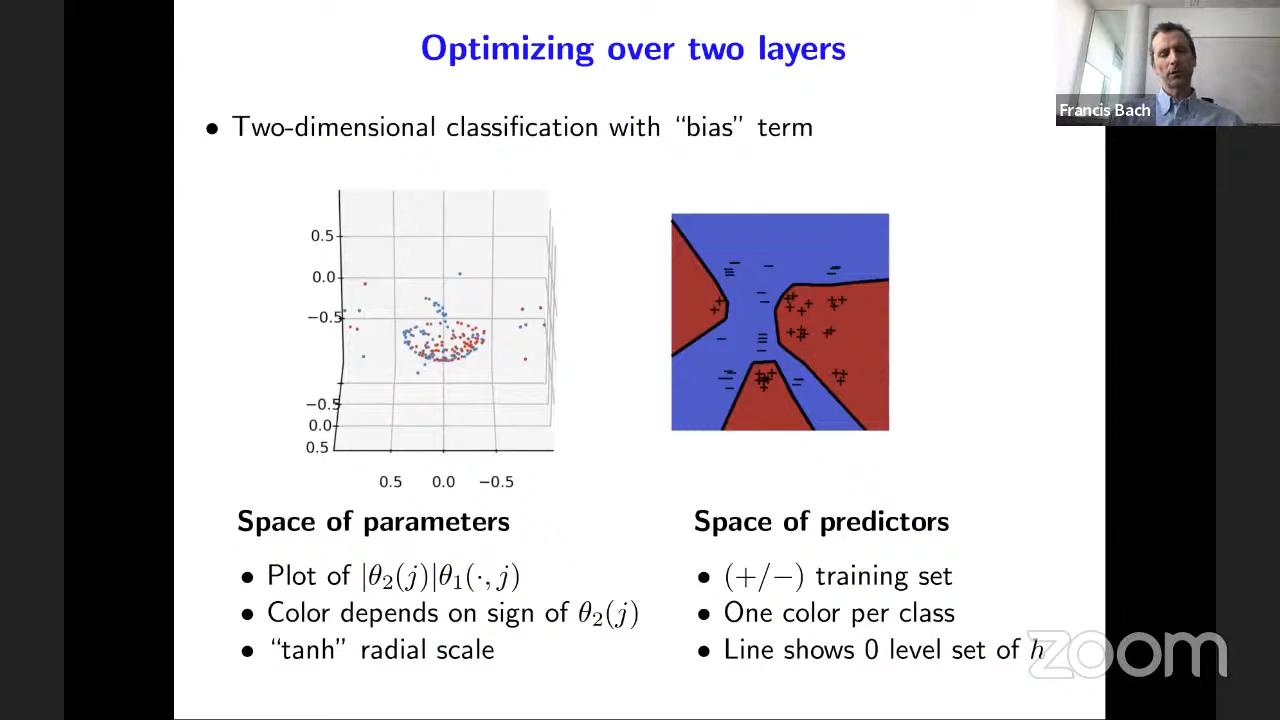 Optimizing over two layers
Francis Bach
• Two-dimensional classification with “bias” term
0.5
0.0
−0.5
−0.5
0.0
0.5
0.5 0.0 −0.5
Space of parameters
• Plot of |θ₂(j)|θ₁(·, j)
• Color depends on sign of θ₂(j)
• “tanh” radial scale
Space of predictors
• (+/−) training set
• One color per class
• Line shows 0 level set of h
zoom